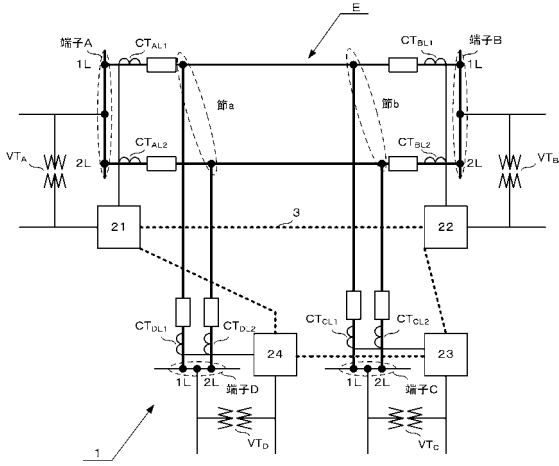 E
端子A
CTAL1
CTBL1
端子B
1L
1L
節a
節b
VTA
2L
CTAL2
CTBL2
2L
VTB
21
3
22
CTDL1
CTDL2
24
CTCL1
CTCL2
23
1L
2L
端子D
1L
2L
端子C
VTD
VTC
1